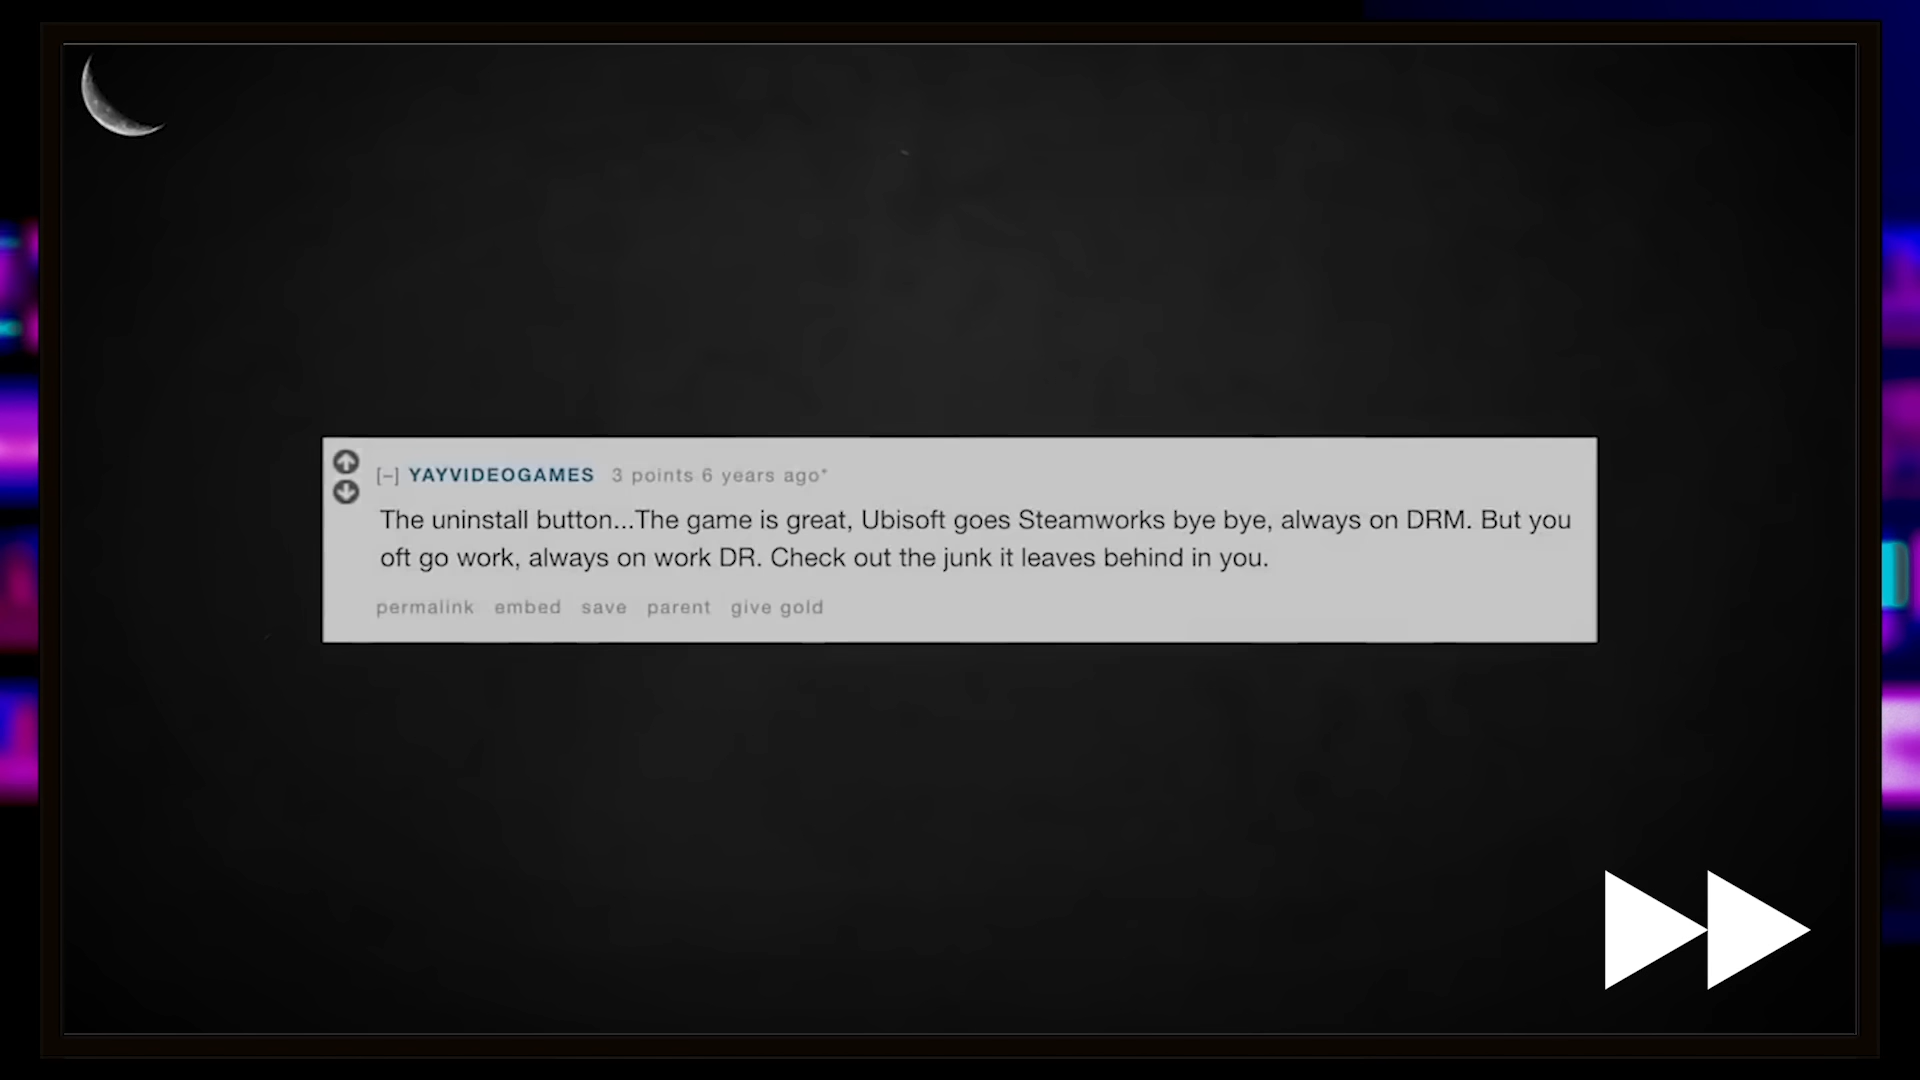 [–] YAYVIDEOGAMES 3 points 6 years ago*
The uninstall button...The game is great, Ubisoft goes Steamworks bye bye, always on DRM. But you
oft go work, always on work DR. Check out the junk it leaves behind in you.
permalink embed save parent give gold